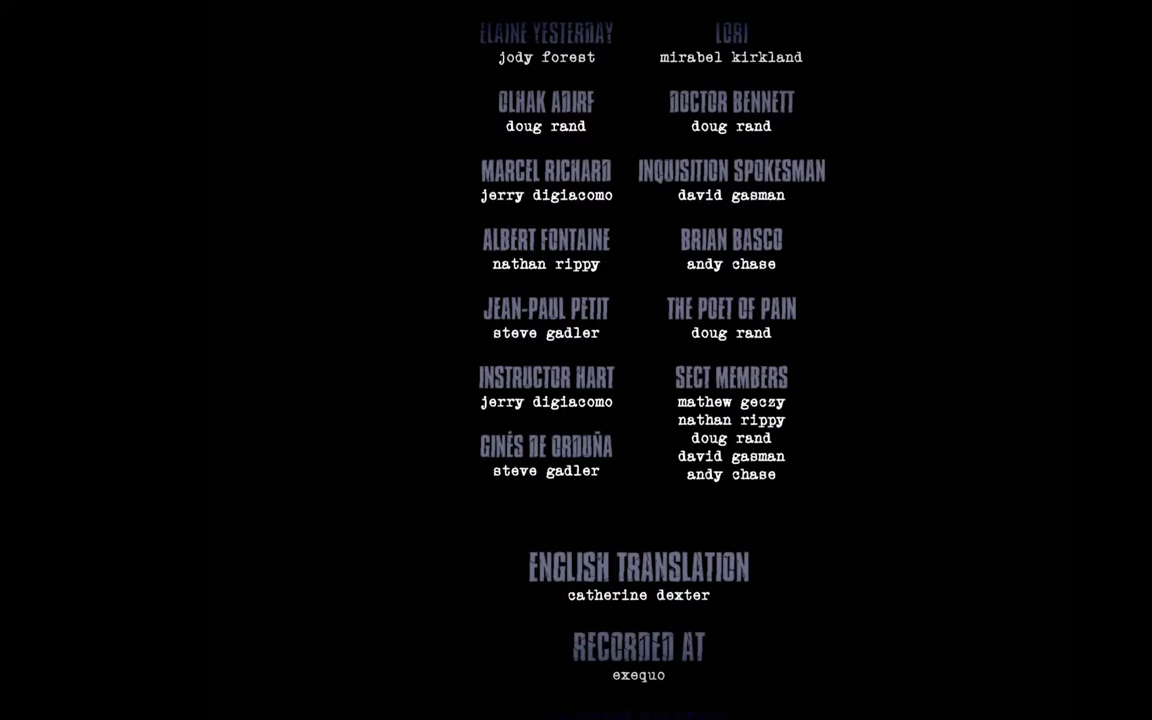 ELAINE YESTERDAY
jody forest
LORI
mirabel kirkland
OLHAK ADIRF
doug rand
DOCTOR BENNETT
doug rand
MARCEL RICHARD
jerry digiacomo
INQUISITION SPOKESMAN
david gasman
ALBERT FONTAINE
nathan rippy
BRIAN BASCO
andy chase
JEAN-PAUL PETIT
steve gadler
THE POET OF PAIN
doug rand
INSTRUCTOR HART
jerry digiacomo
SECT MEMBERS
mathew geczy
nathan rippy
doug rand
david gasman
andy chase
GINÉS DE ORDUÑA
steve gadler
ENGLISH TRANSLATION
catherine dexter
RECORDED AT
exequo